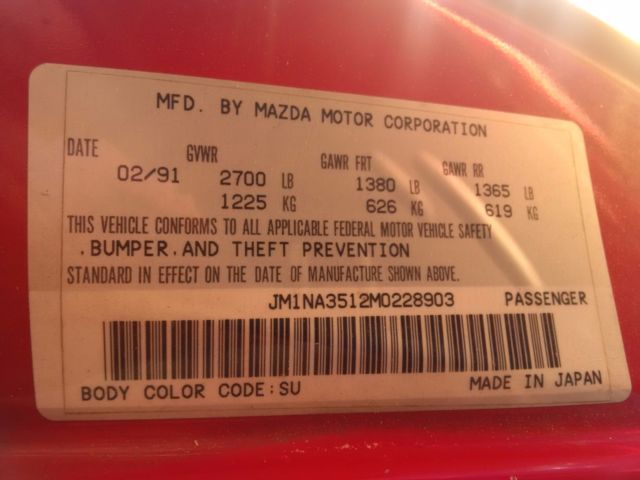 MFD. BY MAZDA MOTOR CORPORATION
DATE GVWR GAWR FRT GAWR RR
02/91 2700 LB 1380 LB 1365 LB
1225 KG 626 KG 619 KG
THIS VEHICLE CONFORMS TO ALL APPLICABLE FEDERAL MOTOR VEHICLE SAFETY
,BUMPER,AND THEFT PREVENTION
STANDARD IN EFFECT ON THE DATE OF MANUFACTURE SHOWN ABOVE.
JM1NA3512M0228903 PASSENGER
BODY COLOR CODE:SU MADE IN JAPAN